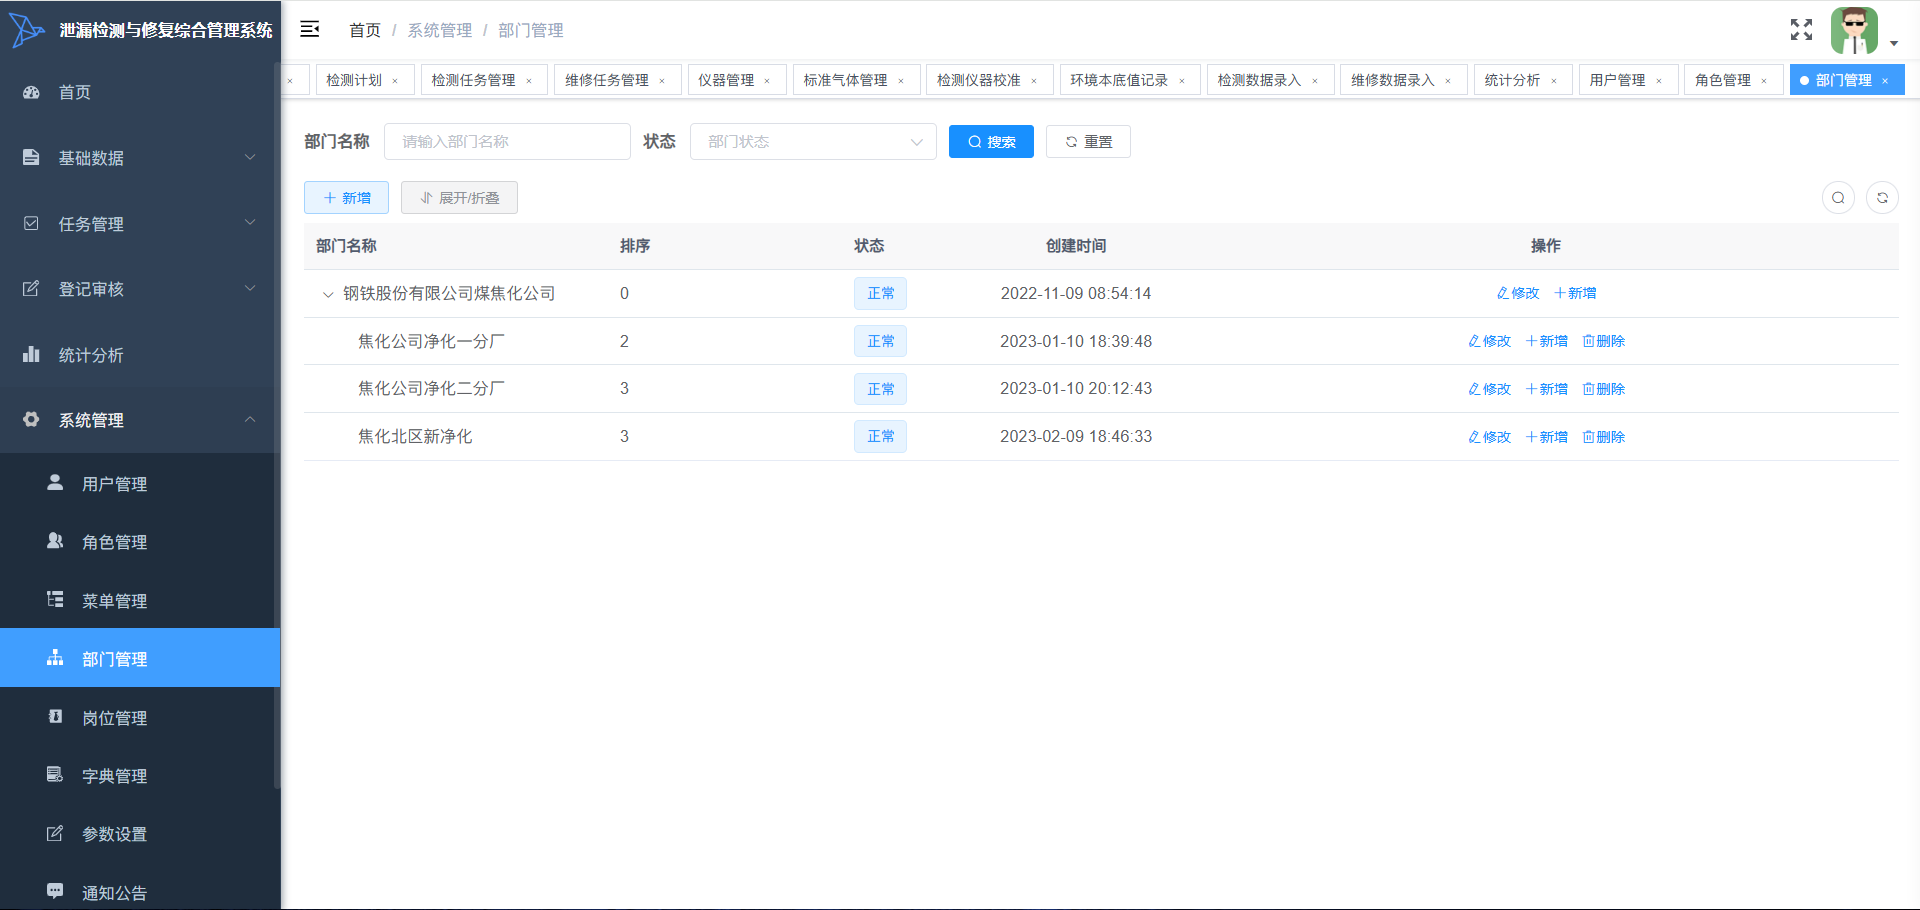 泄漏检测与修复综合管理系统
首页 / 系统管理 / 部门管理
检测计划 × 检测任务管理 × 维修任务管理 × 仪器管理 × 标准气体管理 × 检测仪器校准 × 环境本底值记录 × 检测数据录入 × 维修数据录入 × 统计分析 × 用户管理 × 角色管理 × 部门管理 ×
首页
基础数据
任务管理
登记审核
统计分析
系统管理
用户管理
角色管理
菜单管理
部门管理
岗位管理
字典管理
参数设置
通知公告
部门名称 请输入部门名称 状态 部门状态 搜索 重置
新增 展开/折叠
部门名称 排序 状态 创建时间 操作
钢铁股份有限公司煤焦化公司 0 正常 2022-11-09 08:54:14 修改 新增
焦化公司净化一分厂 2 正常 2023-01-10 18:39:48 修改 新增 删除
焦化公司净化二分厂 3 正常 2023-01-10 20:12:43 修改 新增 删除
焦化北区新净化 3 正常 2023-02-09 18:46:33 修改 新增 删除